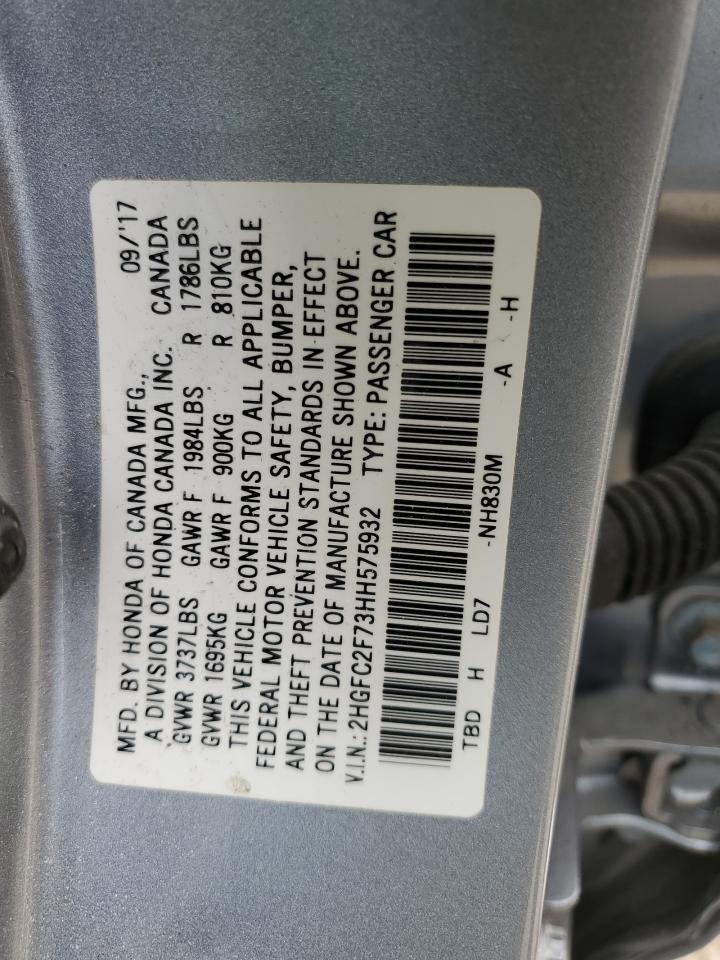 MFD. BY HONDA OF CANADA MFG., 09/'17
A DIVISION OF HONDA CANADA INC. CANADA
GVWR 3737LBS GAWR F 1984LBS R 1786LBS
GVWR 1695KG GAWR F 900KG R 810KG
THIS VEHICLE CONFORMS TO ALL APPLICABLE
FEDERAL MOTOR VEHICLE SAFETY, BUMPER,
AND THEFT PREVENTION STANDARDS IN EFFECT
ON THE DATE OF MANUFACTURE SHOWN ABOVE.
V.I.N.: 2HGFC2F73HH575932 TYPE: PASSENGER CAR
TBD H LD7 -NH830M -A -H